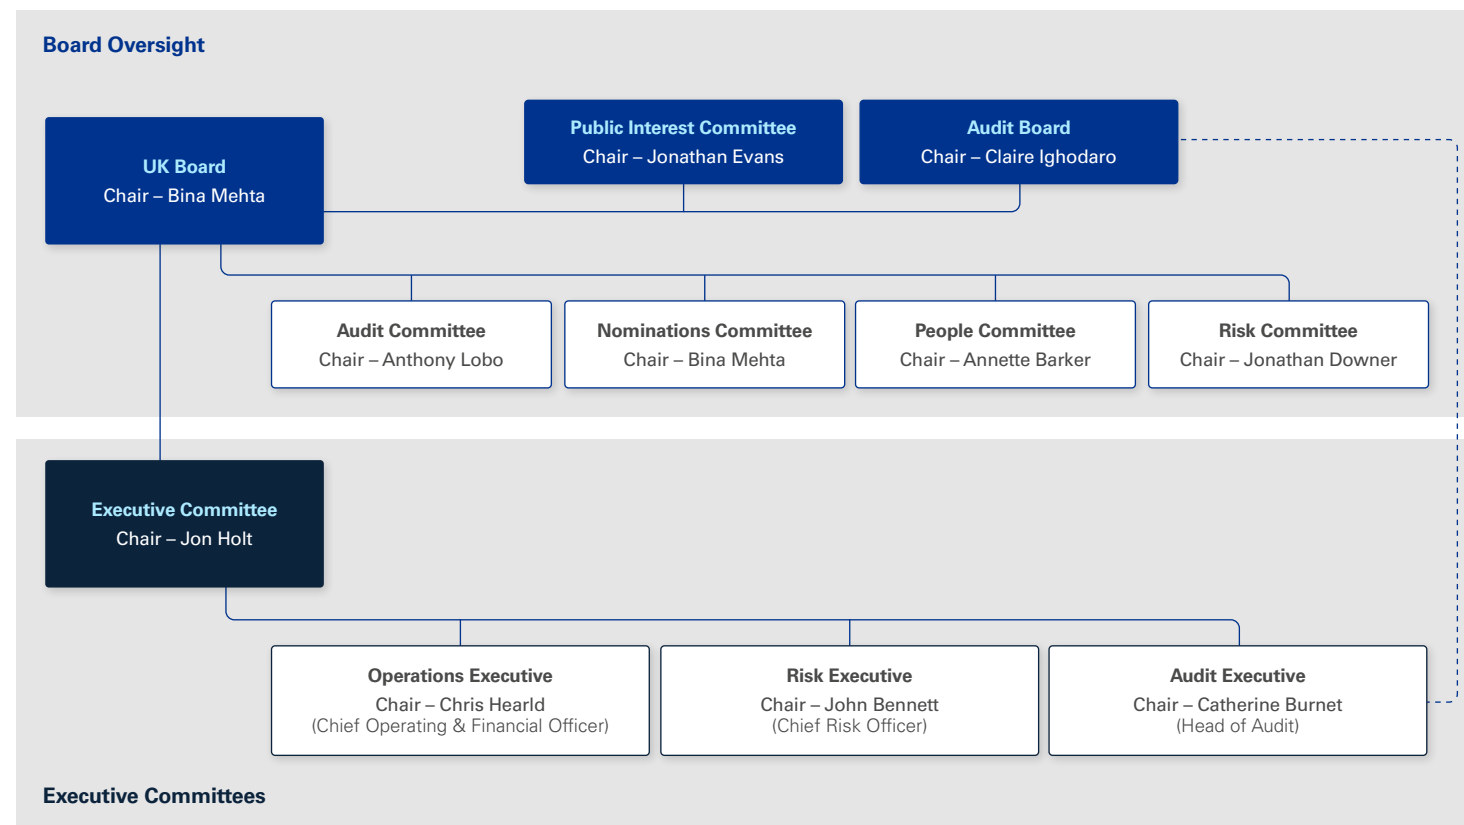 Board Oversight
UK Board
Chair – Bina Mehta
Public Interest Committee
Chair – Jonathan Evans
Audit Board
Chair – Claire Ighodaro
Audit Committee
Chair – Anthony Lobo
Nominations Committee
Chair – Bina Mehta
People Committee
Chair – Annette Barker
Risk Committee
Chair – Jonathan Downer
Executive Committee
Chair – Jon Holt
Operations Executive
Chair – Chris Hearld
(Chief Operating & Financial Officer)
Risk Executive
Chair – John Bennett
(Chief Risk Officer)
Audit Executive
Chair – Catherine Burnet
(Head of Audit)
Executive Committees